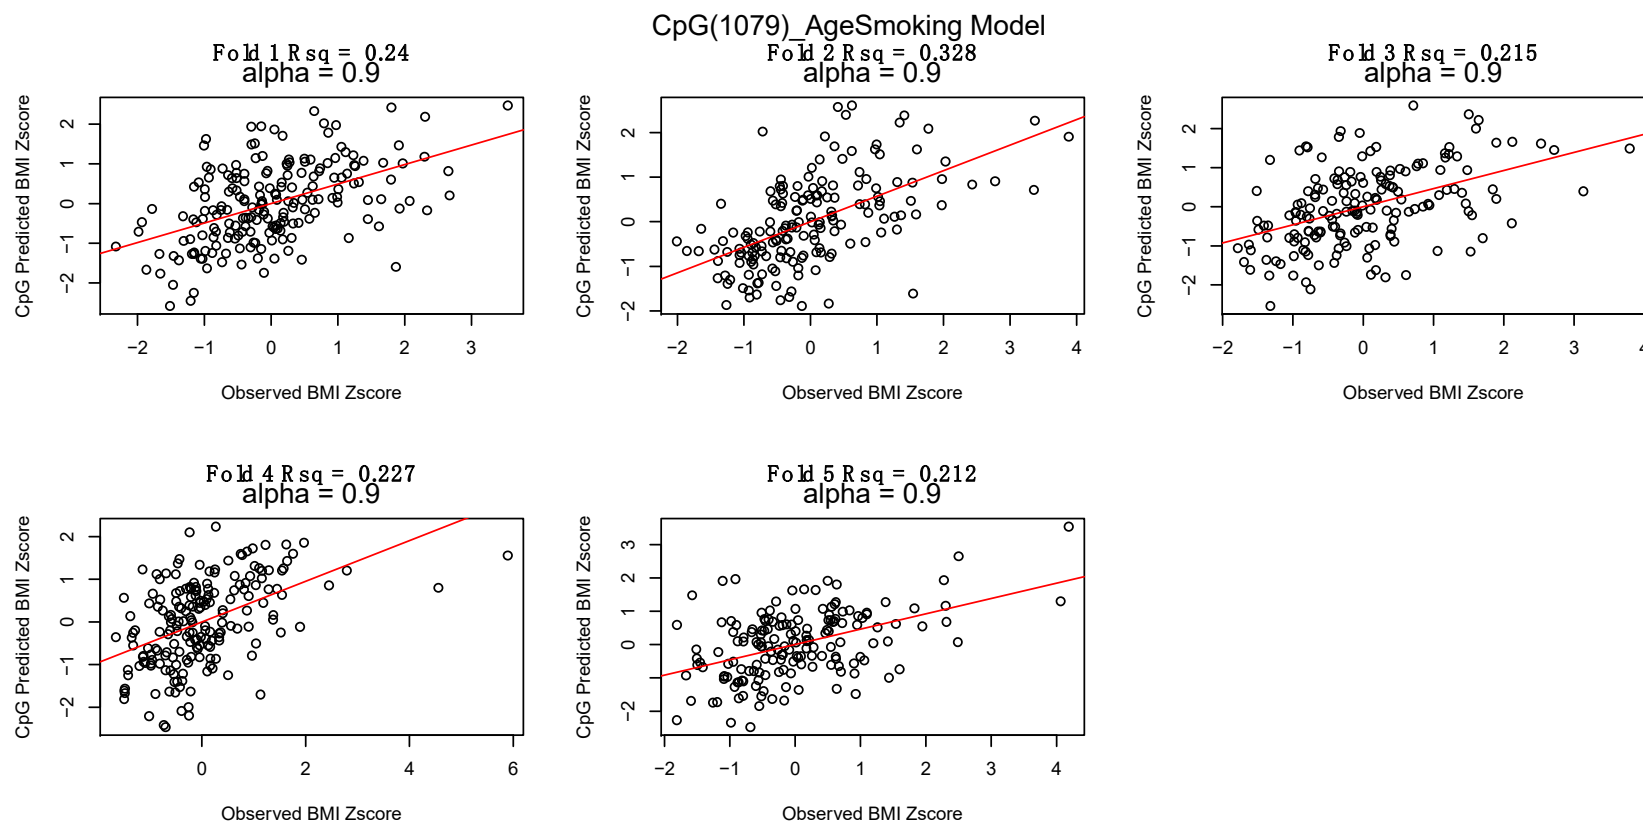 CpG(1079)_AgeSmoking Model
Fold 1 Rsq = 0.24
alpha = 0.9
CpG Predicted BMI Zscore
2
1
0
−1
−2
−2 −1 0 1 2 3
Observed BMI Zscore
Fold 2 Rsq = 0.328
alpha = 0.9
CpG Predicted BMI Zscore
2
1
0
−1
−2
−2 −1 0 1 2 3 4
Observed BMI Zscore
Fold 3 Rsq = 0.215
alpha = 0.9
CpG Predicted BMI Zscore
2
1
0
−1
−2
−2 −1 0 1 2 3 4
Observed BMI Zscore
Fold 4 Rsq = 0.227
alpha = 0.9
CpG Predicted BMI Zscore
2
1
0
−1
−2
0 2 4 6
Observed BMI Zscore
Fold 5 Rsq = 0.212
alpha = 0.9
CpG Predicted BMI Zscore
3
2
1
0
−2
−2 −1 0 1 2 3 4
Observed BMI Zscore